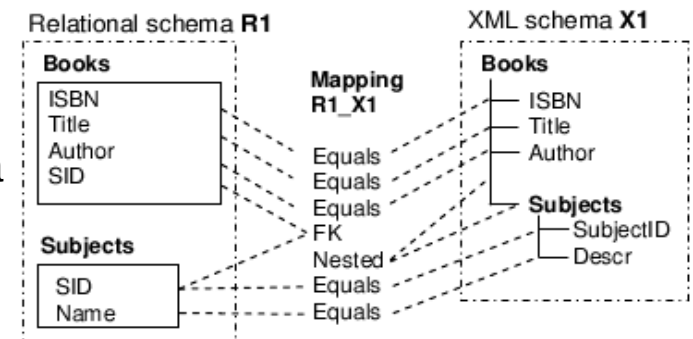 Relational schema R1
Books
ISBN
Title
Author
SID
Subjects
SID
Name
Mapping
R1_X1
Equals
Equals
Equals
FK
Nested
Equals
Equals
XML schema X1
Books
ISBN
Title
Author
Subjects
SubjectID
Descr